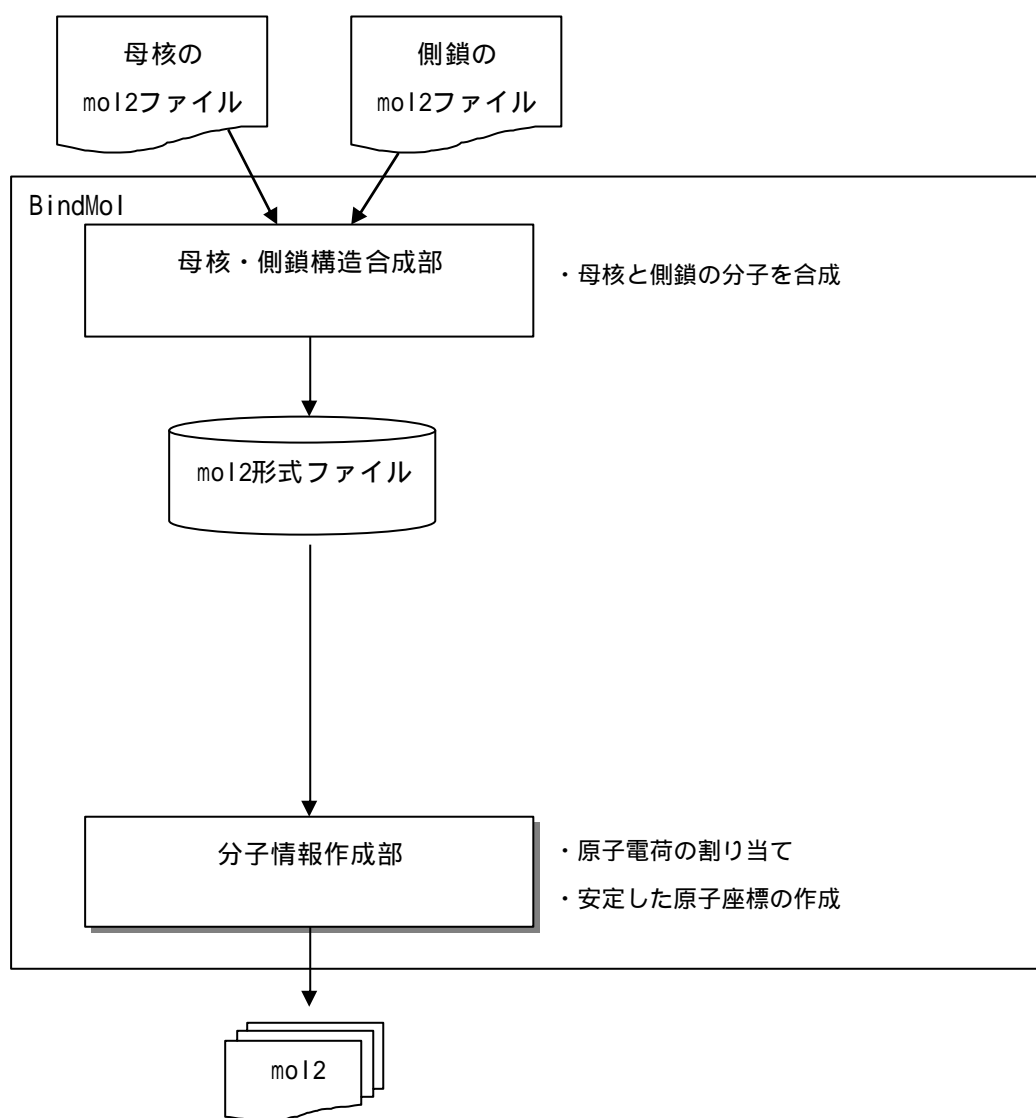 母核の
mol2ファイル
側鎖の
mol2ファイル
BindMol
母核・側鎖構造合成部
・母核と側鎖の分子を合成
mol2形式ファイル
分子情報作成部
・原子電荷の割り当て
・安定した原子座標の作成
mol2